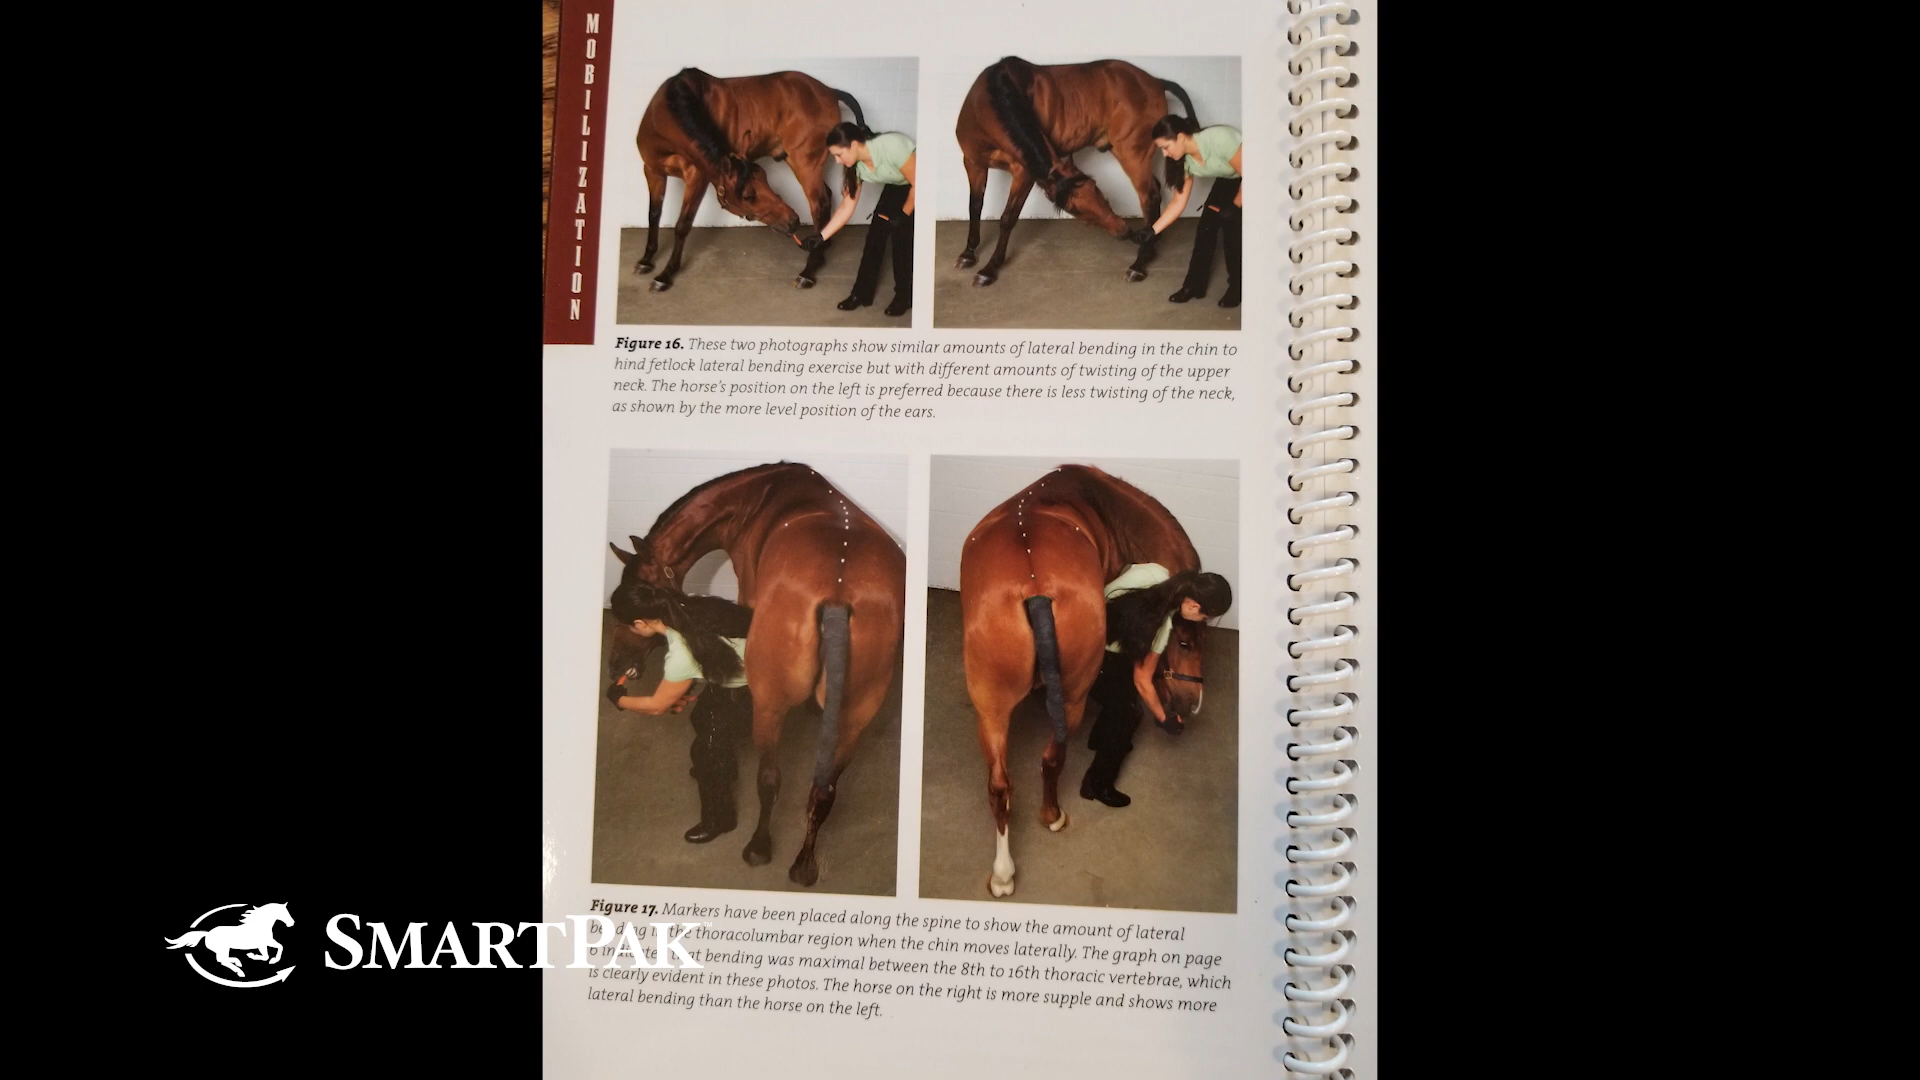 MOBILIZATION
Figure 16. These two photographs show similar amounts of lateral bending in the chin to
hind fetlock lateral bending exercise but with different amounts of twisting of the upper
neck. The horse's position on the left is preferred because there is less twisting of the neck,
as shown by the more level position of the ears.
Figure 17. Markers have been placed along the spine to show the amount of lateral
bending in the thoracolumbar region when the chin moves laterally. The graph on page
6 indicates that bending was maximal between the 8th to 16th thoracic vertebrae, which
is clearly evident in these photos. The horse on the right is more supple and shows more
lateral bending than the horse on the left.
SMARTPAK™